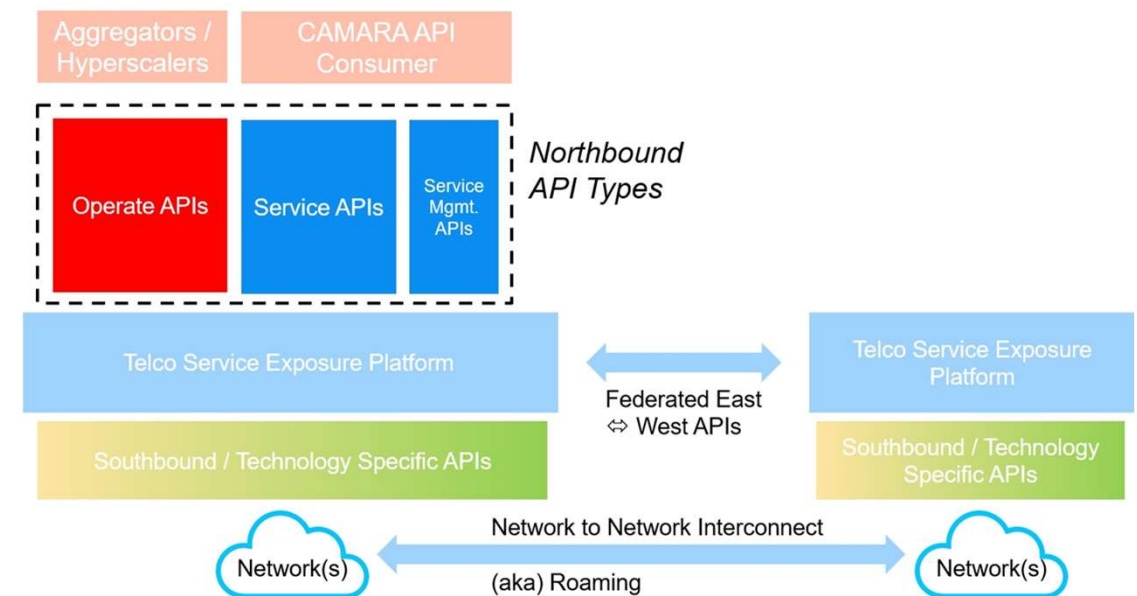 Aggregators /
Hyperscalers
CAMARA API
Consumer
Operate APIs
Service APIs
Service
Mgmt.
APIs
Northbound
API Types
Telco Service Exposure Platform
Federated East
⇔ West APIs
Telco Service Exposure
Platform
Southbound / Technology Specific APIs
Southbound / Technology
Specific APIs
Network(s)
Network to Network Interconnect
(aka) Roaming
Network(s)